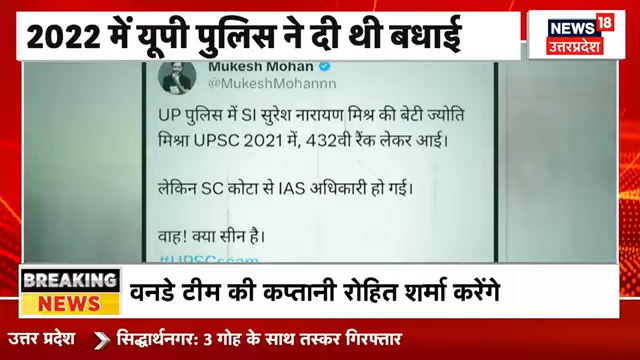 2022 में यूपी पुलिस ने दी थी बधाई
NEWS 18
उत्तरप्रदेश
Mukesh Mohan
@MukeshMohannn
UP पुलिस में SI सुरेश नारायण मिश्र की बेटी ज्योति
मिश्रा UPSC 2021 में, 432वी रैंक लेकर आई।
लेकिन SC कोटा से IAS अधिकारी हो गई।
वाह! क्या सीन है।
#UPSCscam
BREAKING
NEWS
वनडे टीम की कप्तानी रोहित शर्मा करेंगे
उत्तर प्रदेश
सिद्धार्थनगर: 3 गोह के साथ तस्कर गिरफ्तार